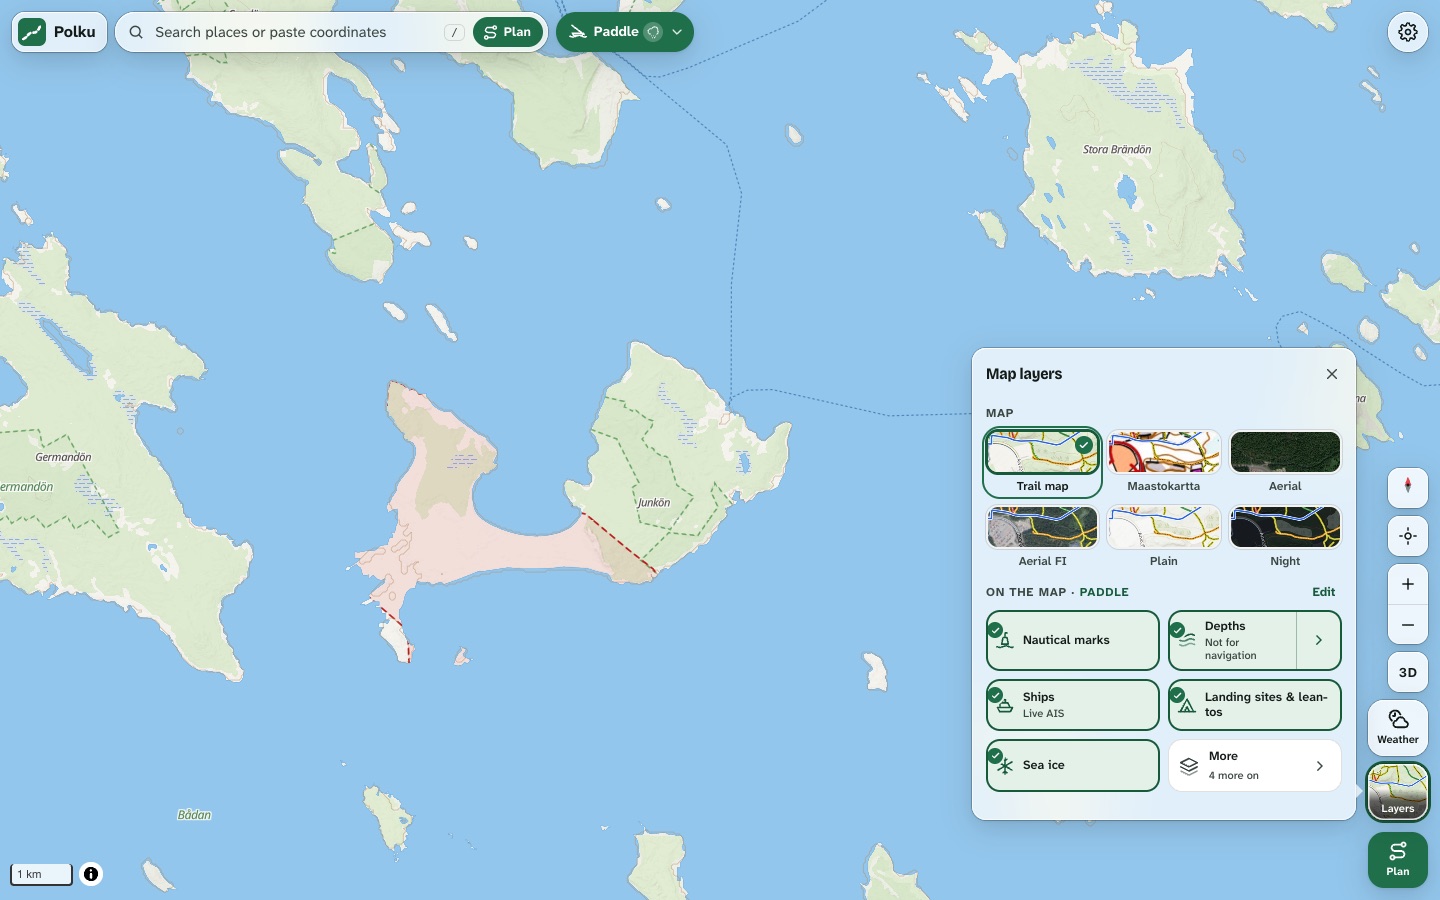 Polku
Search places or paste coordinates
/
Plan
Paddle
Stora Brändön
Germandön
ermandön
Junkön
na
Bådan
1 km
Map layers
MAP
Trail map
Maastokartta
Aerial
Aerial FI
Plain
Night
ON THE MAP · PADDLE
Edit
Nautical marks
Depths
Not for
navigation
Ships
Live AIS
Landing sites & lean-
tos
Sea ice
More
4 more on
3D
Weather
Layers
Plan